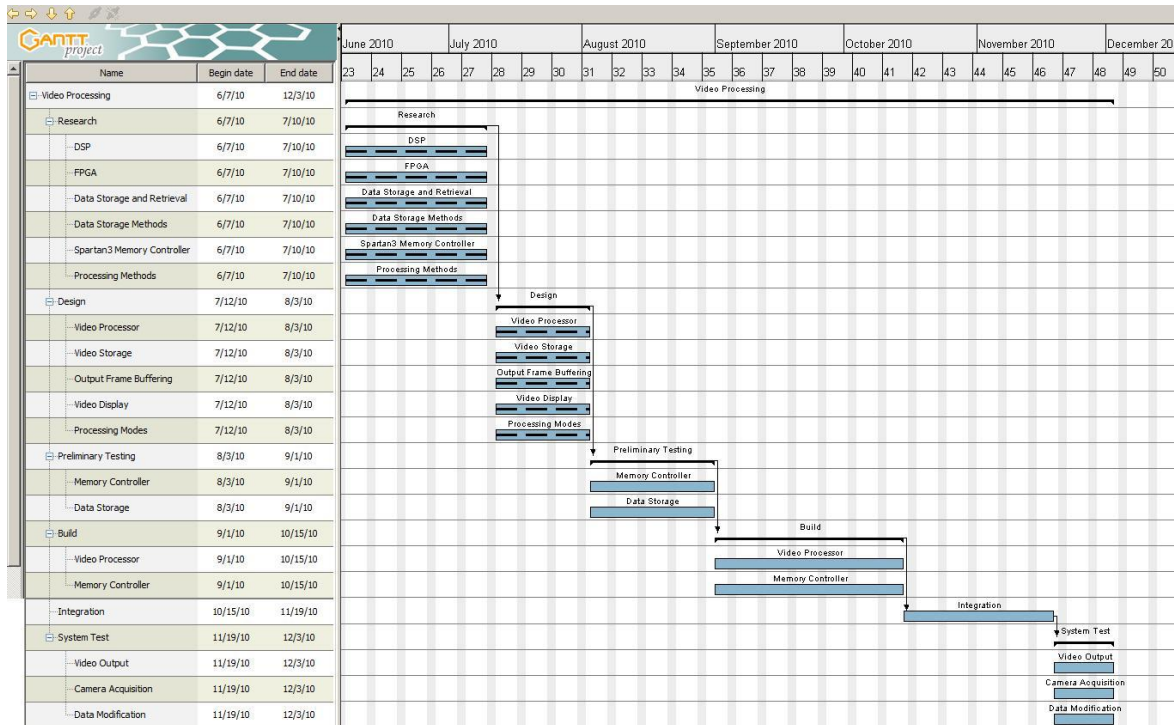 GANTT
project
June 2010 July 2010 August 2010 September 2010 October 2010 November 2010 December 20
Name Begin date End date 23 24 25 26 27 28 29 30 31 32 33 34 35 36 37 38 39 40 41 42 43 44 45 46 47 48 49 50
Video Processing 6/7/10 12/3/10 Video Processing
Research 6/7/10 7/10/10 Research
DSP 6/7/10 7/10/10 DSP
FPGA 6/7/10 7/10/10 FPGA
Data Storage and Retrieval 6/7/10 7/10/10 Data Storage and Retrieval
Data Storage Methods 6/7/10 7/10/10 Data Storage Methods
Spartan3 Memory Controller 6/7/10 7/10/10 Spartan3 Memory Controller
Processing Methods 6/7/10 7/10/10 Processing Methods
Design 7/12/10 8/3/10 Design
Video Processor 7/12/10 8/3/10 Video Processor
Video Storage 7/12/10 8/3/10 Video Storage
Output Frame Buffering 7/12/10 8/3/10 Output Frame Buffering
Video Display 7/12/10 8/3/10 Video Display
Processing Modes 7/12/10 8/3/10 Processing Modes
Preliminary Testing 8/3/10 9/1/10 Preliminary Testing
Memory Controller 8/3/10 9/1/10 Memory Controller
Data Storage 8/3/10 9/1/10 Data Storage
Build 9/1/10 10/15/10 Build
Video Processor 9/1/10 10/15/10 Video Processor
Memory Controller 9/1/10 10/15/10 Memory Controller
Integration 10/15/10 11/19/10 Integration
System Test 11/19/10 12/3/10 System Test
Video Output 11/19/10 12/3/10 Video Output
Camera Acquisition 11/19/10 12/3/10 Camera Acquisition
Data Modification 11/19/10 12/3/10 Data Modification